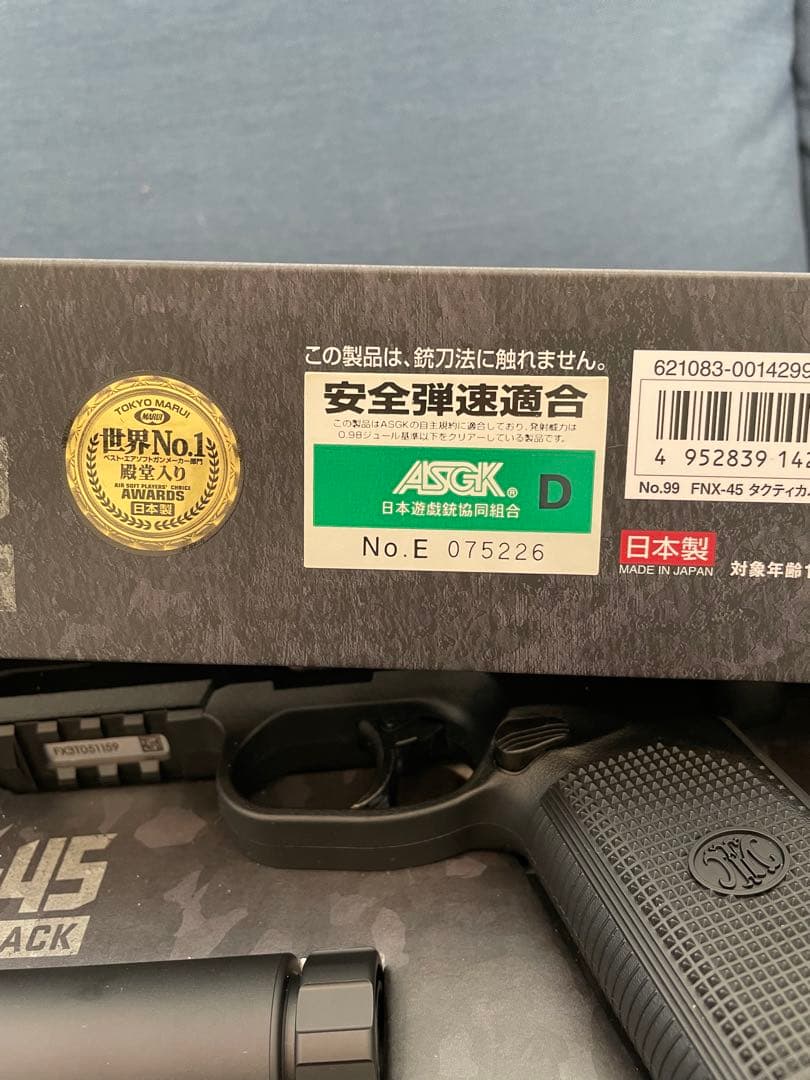 この製品は、銃刀法に触れません。
安全弾速適合
この製品はASGKの自主規約に適合しており、発射威力は
0.98ジュール基準以下をクリアーしている製品です。
ASGK® D
日本遊戯銃協同組合
No.E 075226
TOKYO MARUI
MARUI
世界No.1
ベスト・エアソフトガンメーカー部門
殿堂入り
AIR SOFT PLAYERS' CHOICE
AWARDS
日本製
621083-0014299
4 952839 142
No.99 FNX-45 タクティカ
日本製
MADE IN JAPAN
対象年齢1
FX3T051159
45
ACK
FN